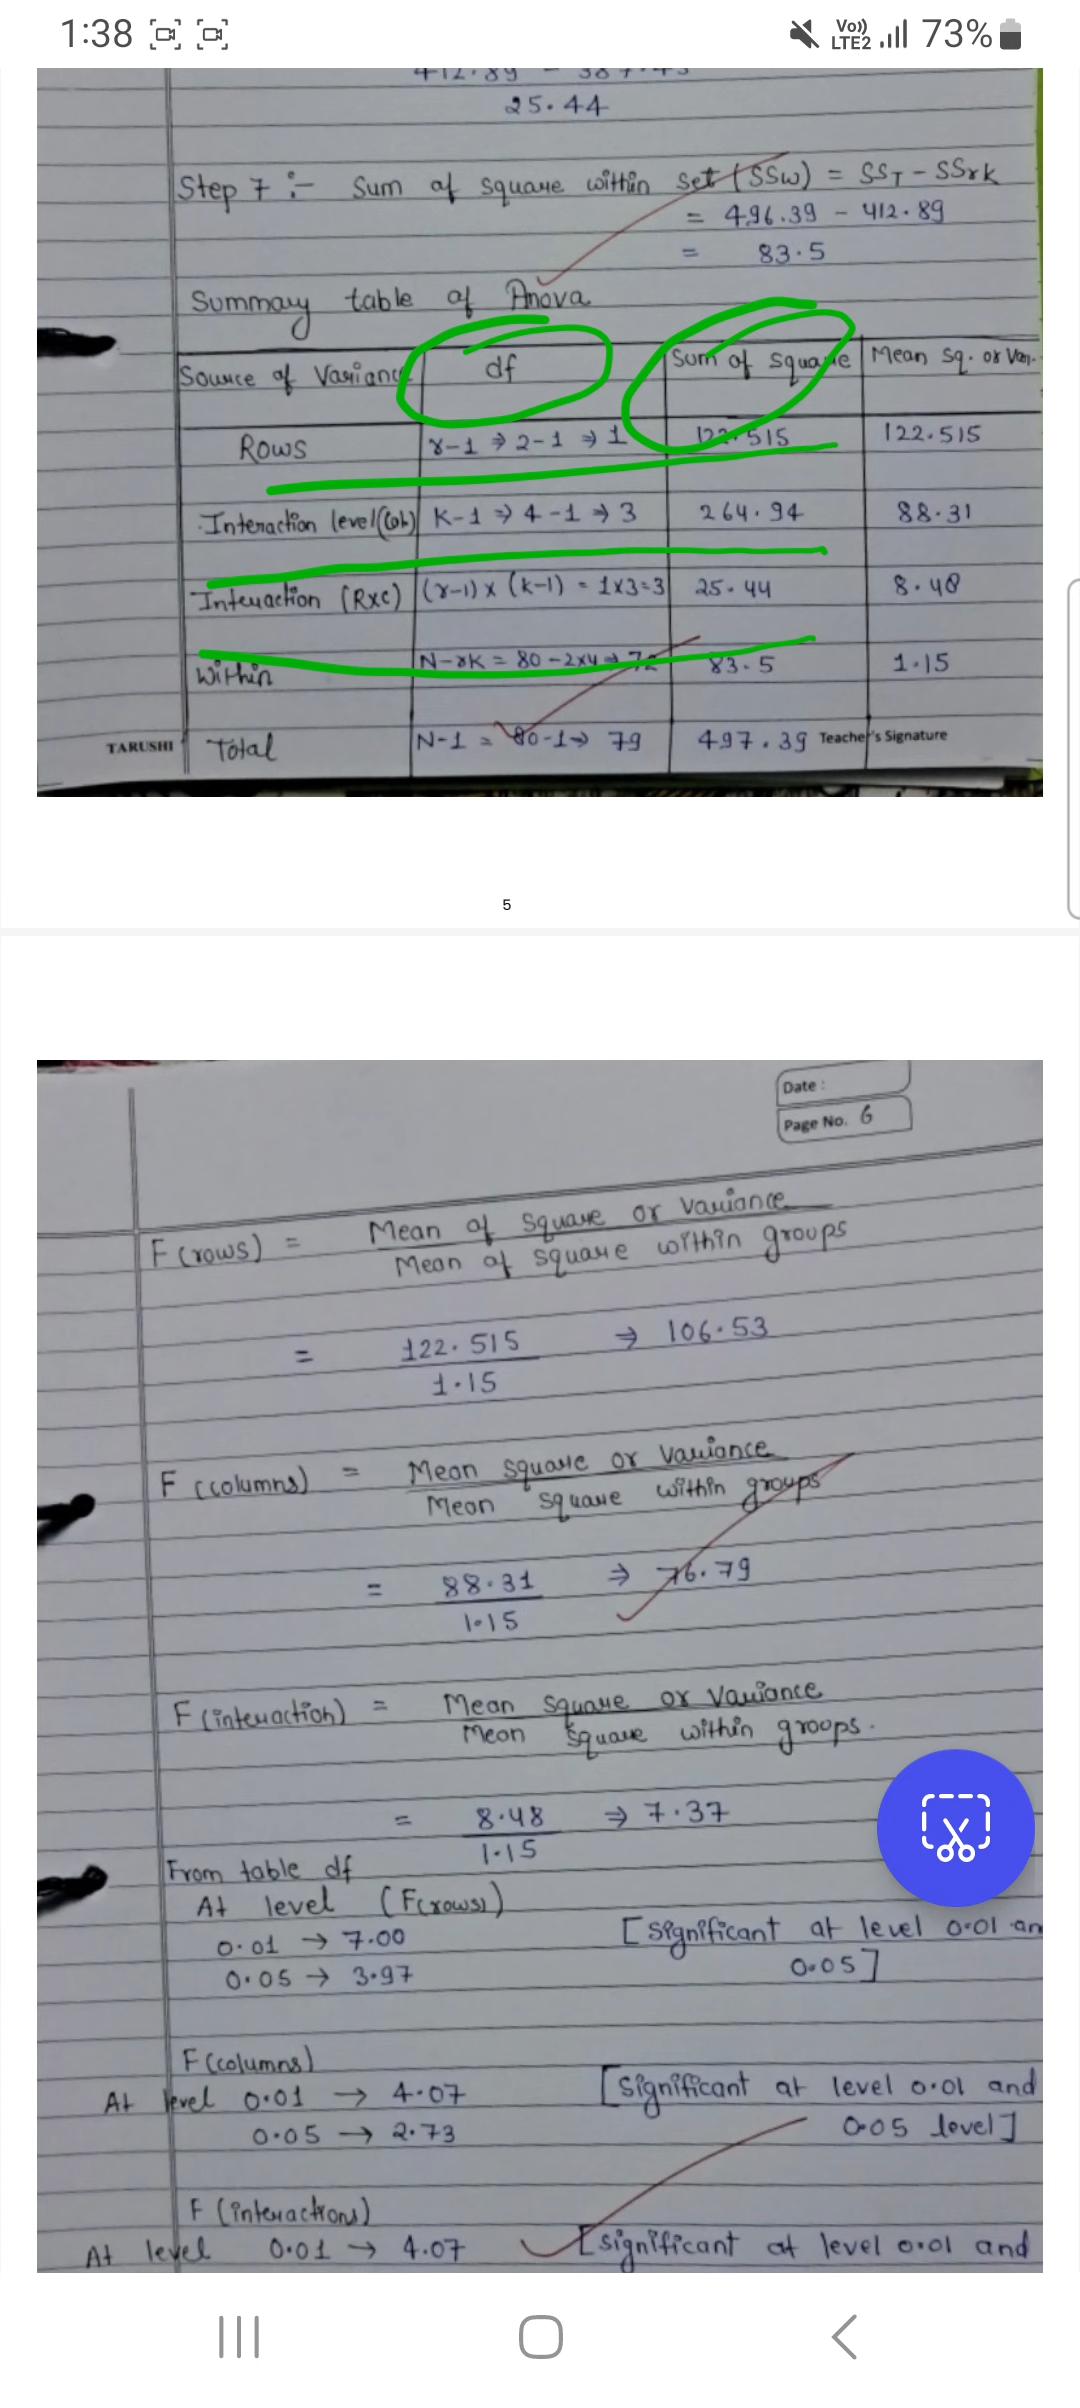 1:38
Vo)) LTE2 73%
412.89 - 387.45
25.44
Step 7 :- Sum of square within set (SSw) = SST - SSrk
= 496.39 - 412.89
= 83.5
Summary table of Anova
Source of Variance df Sum of square Mean Sq. or Van.
Rows r-1 ⇒ 2-1 ⇒ 1 122.515 122.515
Interaction level(Col) K-1 ⇒ 4-1 ⇒ 3 264.94 88.31
Interaction (RxC) (r-1) x (k-1) = 1x3=3 25.44 8.48
Within N-rK = 80-2x4 ⇒ 72 83.5 1.15
TARUSHI Total N-1 = 80-1⇒ 79 497.39 Teacher's Signature
5
Date :
Page No. 6
F (rows) = Mean of square or variance
Mean of square within groups
= 122.515 ⇒ 106.53
1.15
F (columns) = Mean square or variance
Mean square within groups
= 88.31 ⇒ 76.79
1.15
F (interaction) = Mean square or variance
Mean square within groups.
= 8.48 ⇒ 7.37
1.15
From table df
At level (F(rows))
0.01 → 7.00 [significant at level 0.01 an
0.05 → 3.97 0.05]
F (columns)
At level 0.01 → 4.07 [significant at level 0.01 and
0.05 → 2.73 0.05 level]
F (interactions)
At level 0.01 → 4.07 [significant at level 0.01 and